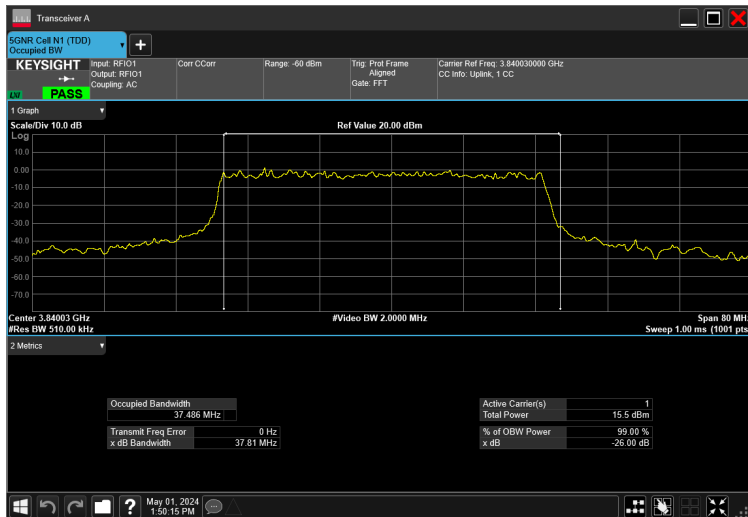 Transceiver A
5GNR Cell N1 (TDD)
Occupied BW
KEYSIGHT
LXI
PASS
Input: RFIO1
Output: RFIO1
Coupling: AC
Corr CCorr
Range: -60 dBm
Trig: Prot Frame
Aligned
Gate: FFT
Carrier Ref Freq: 3.840030000 GHz
CC Info: Uplink, 1 CC
1 Graph
Scale/Div 10.0 dB
Ref Value 20.00 dBm
Log
10.0
0.00
-10.0
-20.0
-30.0
-40.0
-50.0
-60.0
-70.0
Center 3.84003 GHz
#Video BW 2.0000 MHz
Span 80 MHz
#Res BW 510.00 kHz
Sweep 1.00 ms (1001 pts
2 Metrics
Occupied Bandwidth
37.486 MHz
Transmit Freq Error 0 Hz
x dB Bandwidth 37.81 MHz
Active Carrier(s) 1
Total Power 15.5 dBm
% of OBW Power 99.00 %
x dB -26.00 dB
May 01, 2024
1:50:15 PM